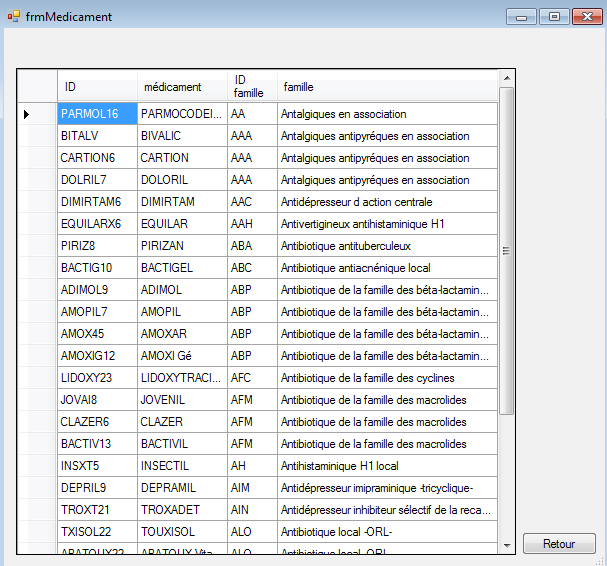 frmMedicament
ID médicament ID famille famille
PARMOL16 PARMOCODEI... AA Antalgiques en association
BITALV BIVALIC AAA Antalgiques antipyréques en association
CARTION6 CARTION AAA Antalgiques antipyréques en association
DOLRIL7 DOLORIL AAA Antalgiques antipyréques en association
DIMIRTAM6 DIMIRTAM AAC Antidépresseur d action centrale
EQUILARX6 EQUILAR AAH Antivertigineux antihistaminique H1
PIRIZ8 PIRIZAN ABA Antibiotique antituberculeux
BACTIG10 BACTIGEL ABC Antibiotique antiacnéique local
ADIMOL9 ADIMOL ABP Antibiotique de la famille des béta-lactamin...
AMOPIL7 AMOPIL ABP Antibiotique de la famille des béta-lactamin...
AMOX45 AMOXAR ABP Antibiotique de la famille des béta-lactamin...
AMOXIG12 AMOXI Gé ABP Antibiotique de la famille des béta-lactamin...
LIDOXY23 LIDOXYTRACI... AFC Antibiotique de la famille des cyclines
JOVAI8 JOVENIL AFM Antibiotique de la famille des macrolides
CLAZER6 CLAZER AFM Antibiotique de la famille des macrolides
BACTIV13 BACTIVIL AFM Antibiotique de la famille des macrolides
INSXT5 INSECTIL AH Antihistaminique H1 local
DEPRIL9 DEPRAMIL AIM Antidépresseur imipraminique -tricyclique-
TROXT21 TROXADET AIN Antidépresseur inhibiteur sélectif de la reca...
TXISOL22 TOUXISOL ALO Antibiotique local -ORL-
ABATOUX22 ABATOUX Vita... ALO Antibiotique local -ORL-
Retour